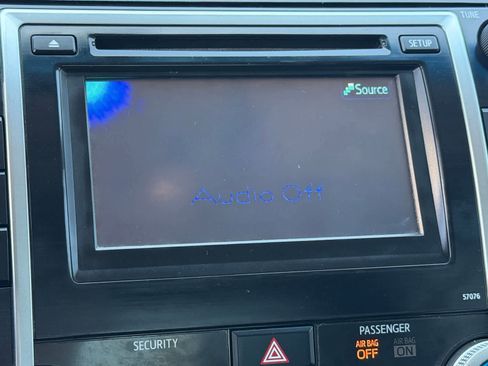 TUNE
SETUP
Source
Audio Off
57076
SECURITY
PASSENGER
AIR BAG
OFF
AIR BAG
ON